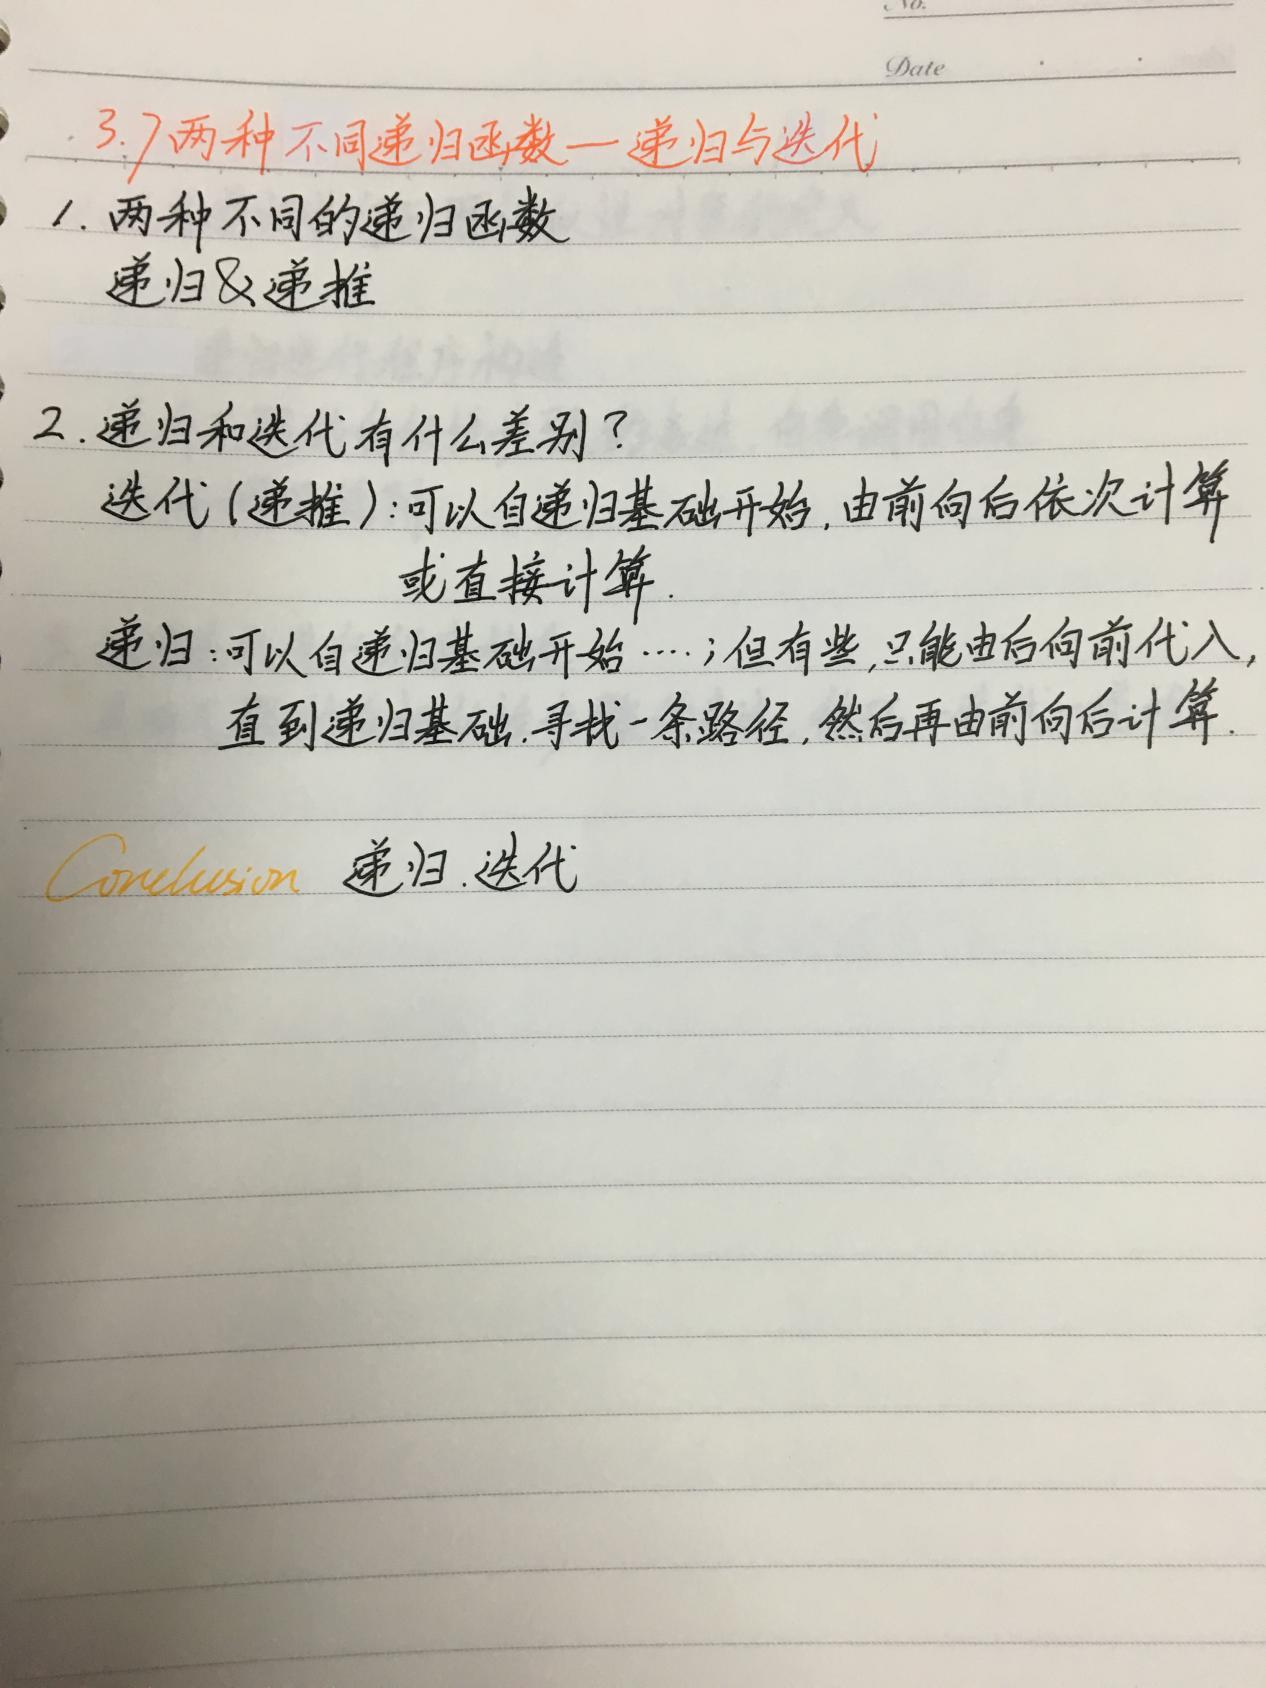 No.
Date
3.7 两种不同递归函数—递归与迭代
1. 两种不同的递归函数
递归&递推
2. 递归和迭代有什么差别?
迭代(递推):可以自递归基础开始,由前向后依次计算
或直接计算.
递归:可以自递归基础开始····;但有些,只能由后向前代入,
直到递归基础.寻找一条路径,然后再由前向后计算.
Conclusion 递归.迭代